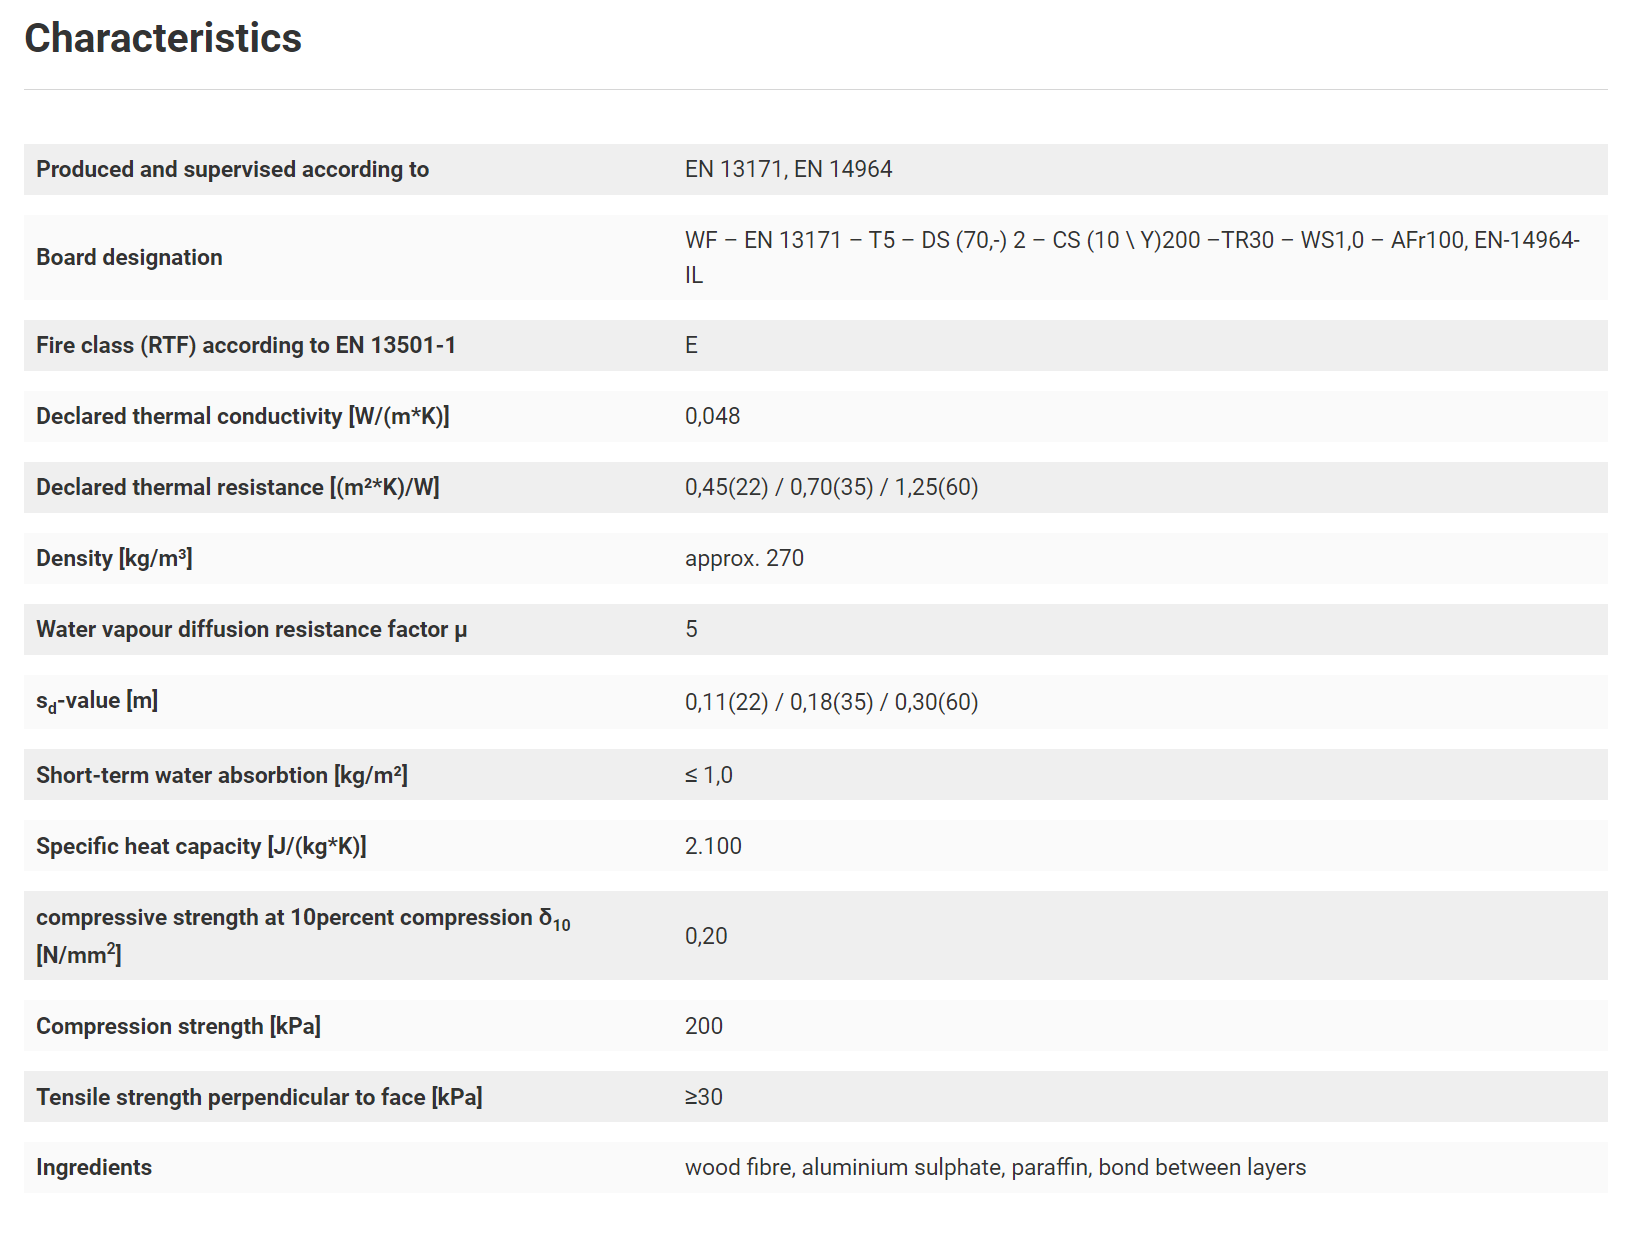 Characteristics
Produced and supervised according to EN 13171, EN 14964
Board designation WF – EN 13171 – T5 – DS (70,-) 2 – CS (10 \ Y)200 –TR30 – WS1,0 – AFr100, EN-14964-
IL
Fire class (RTF) according to EN 13501-1 E
Declared thermal conductivity [W/(m*K)] 0,048
Declared thermal resistance [(m²*K)/W] 0,45(22) / 0,70(35) / 1,25(60)
Density [kg/m³] approx. 270
Water vapour diffusion resistance factor µ 5
sd-value [m] 0,11(22) / 0,18(35) / 0,30(60)
Short-term water absorbtion [kg/m²] ≤ 1,0
Specific heat capacity [J/(kg*K)] 2.100
compressive strength at 10percent compression δ10
[N/mm2] 0,20
Compression strength [kPa] 200
Tensile strength perpendicular to face [kPa] ≥30
Ingredients wood fibre, aluminium sulphate, paraffin, bond between layers